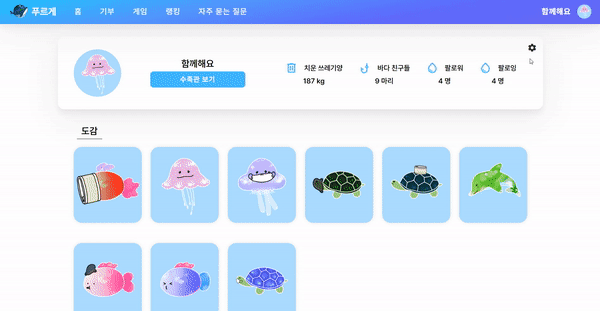 푸르게 홈 기부 게임 랭킹 자주 묻는 질문 함께해요
함께해요
수족관 보기
치운 쓰레기양 바다 친구들 팔로워 팔로잉
187 kg 9 마리 4 명 4 명
도감